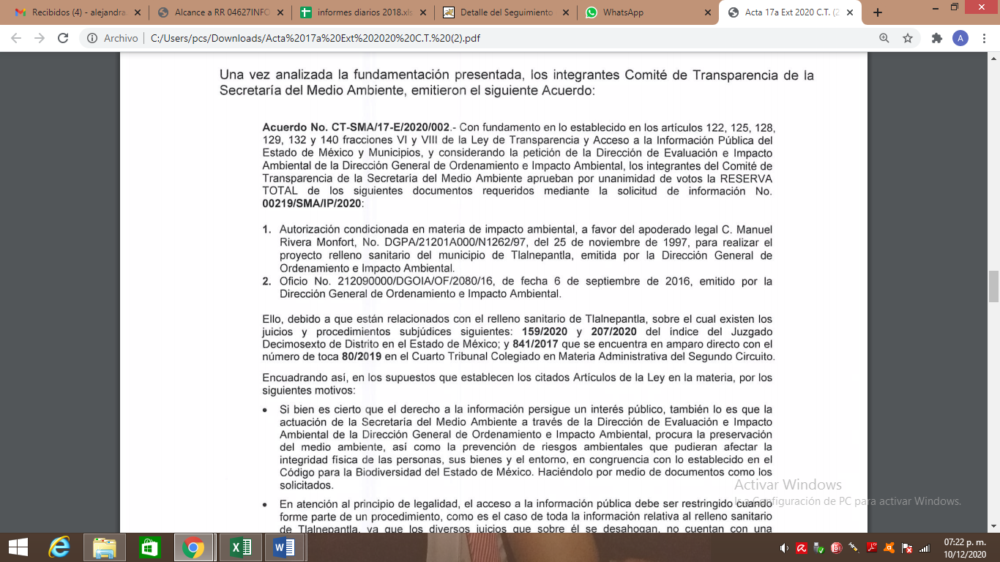 Recibidos (4) - alejandra
Alcance a RR 04627INFO
informes diarios 2018.xls
Detalle del Seguimiento
WhatsApp
Acta 17a Ext 2020 C.T. (2
Archivo
C:/Users/pcs/Downloads/Acta%2017a%20Ext%202020%20C.T.%20(2).pdf
A
Una vez analizada la fundamentación presentada, los integrantes Comité de Transparencia de la
Secretaría del Medio Ambiente, emitieron el siguiente Acuerdo:
Acuerdo No. CT-SMA/17-E/2020/002.- Con fundamento en lo establecido en los artículos 122, 125, 128,
129, 132 y 140 fracciones VI y VIII de la Ley de Transparencia y Acceso a la Información Pública del
Estado de México y Municipios, y considerando la petición de la Dirección de Evaluación e Impacto
Ambiental de la Dirección General de Ordenamiento e Impacto Ambiental, los integrantes del Comité de
Transparencia de la Secretaría del Medio Ambiente aprueban por unanimidad de votos la RESERVA
TOTAL de los siguientes documentos requeridos mediante la solicitud de información No.
00219/SMA/IP/2020:
1. Autorización condicionada en materia de impacto ambiental, a favor del apoderado legal C. Manuel
Rivera Monfort, No. DGPA/21201A000/N1262/97, del 25 de noviembre de 1997, para realizar el
proyecto relleno sanitario del municipio de Tlalnepantla, emitida por la Dirección General de
Ordenamiento e Impacto Ambiental.
2. Oficio No. 212090000/DGOIA/OF/2080/16, de fecha 6 de septiembre de 2016, emitido por la
Dirección General de Ordenamiento e Impacto Ambiental.
Ello, debido a que están relacionados con el relleno sanitario de Tlalnepantla, sobre el cual existen los
juicios y procedimientos subjúdices siguientes: 159/2020 y 207/2020 del índice del Juzgado
Decimosexto de Distrito en el Estado de México; y 841/2017 que se encuentra en amparo directo con el
número de toca 80/2019 en el Cuarto Tribunal Colegiado en Materia Administrativa del Segundo Circuito.
Encuadrando así, en los supuestos que establecen los citados Artículos de la Ley en la materia, por los
siguientes motivos:
• Si bien es cierto que el derecho a la información persigue un interés público, también lo es que la
actuación de la Secretaría del Medio Ambiente a través de la Dirección de Evaluación e Impacto
Ambiental de la Dirección General de Ordenamiento e Impacto Ambiental, procura la preservación
del medio ambiente, así como la prevención de riesgos ambientales que pudieran afectar la
integridad física de las personas, sus bienes y el entorno, en congruencia con lo establecido en el
Código para la Biodiversidad del Estado de México. Haciéndolo por medio de documentos como los
solicitados.
• En atención al principio de legalidad, el acceso a la información pública debe ser restringido cuando
forme parte de un procedimiento, como es el caso de toda la información relativa al relleno sanitario
de Tlalnepantla, ya que los diversos juicios que sobre él se desahogan, no cuentan con una
Activar Windows
Ir a Configuración de PC para activar Windows.
07:22 p. m.
10/12/2020